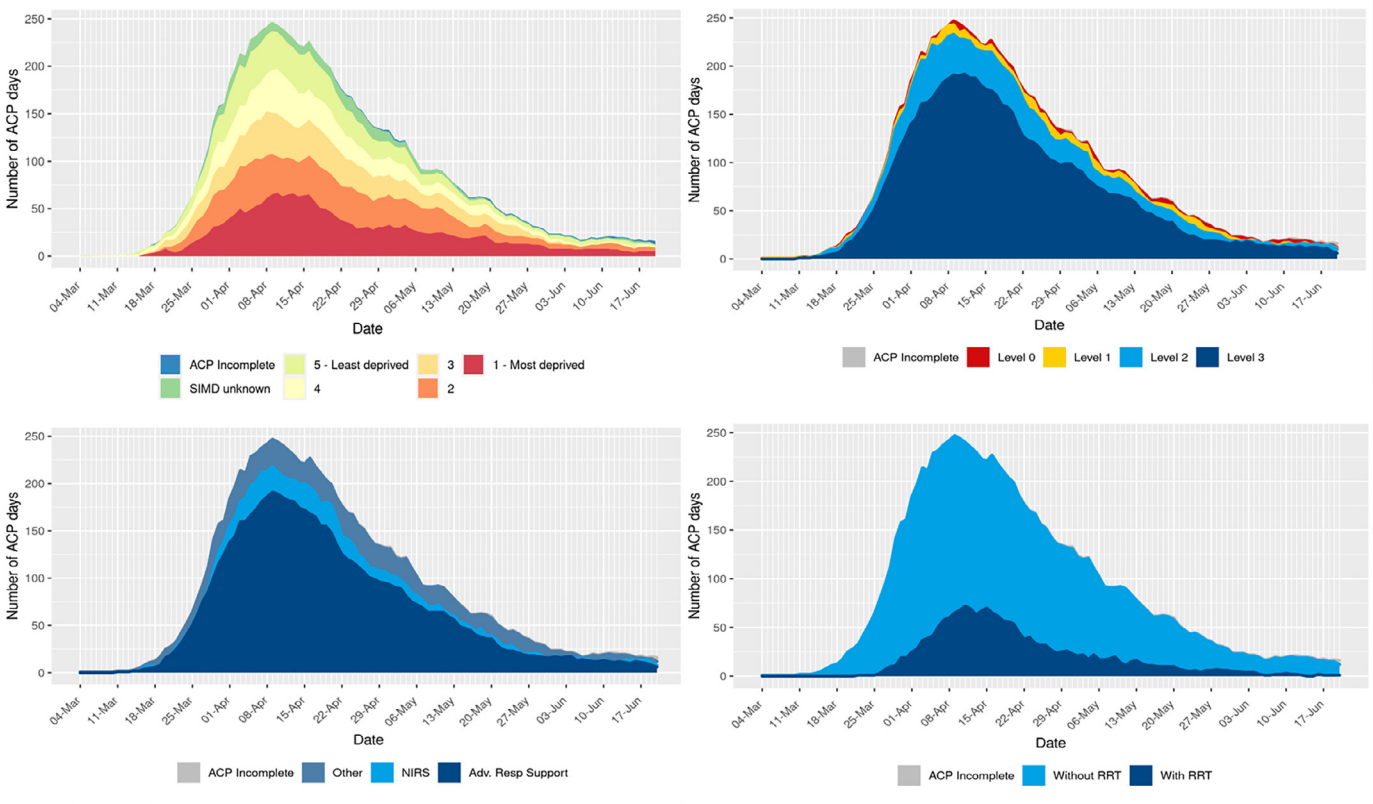 250
200
150
100
50
0
Number of ACP days
04-Mar
11-Mar
18-Mar
25-Mar
01-Apr
08-Apr
15-Apr
22-Apr
29-Apr
06-May
13-May
20-May
27-May
03-Jun
10-Jun
17-Jun
Date
ACP Incomplete 5 - Least deprived 3 1 - Most deprived
SIMD unknown 4 2
250
200
150
100
50
0
Number of ACP days
04-Mar
11-Mar
18-Mar
25-Mar
01-Apr
08-Apr
15-Apr
22-Apr
29-Apr
06-May
13-May
20-May
27-May
03-Jun
10-Jun
17-Jun
Date
ACP Incomplete Level 0 Level 1 Level 2 Level 3
250
200
150
100
50
0
Number of ACP days
04-Mar
11-Mar
18-Mar
25-Mar
01-Apr
08-Apr
15-Apr
22-Apr
29-Apr
06-May
13-May
20-May
27-May
03-Jun
10-Jun
17-Jun
Date
ACP Incomplete Other NIRS Adv. Resp Support
250
200
150
100
50
0
Number of ACP days
04-Mar
11-Mar
18-Mar
25-Mar
01-Apr
08-Apr
15-Apr
22-Apr
29-Apr
06-May
13-May
20-May
27-May
03-Jun
10-Jun
17-Jun
Date
ACP Incomplete Without RRT With RRT